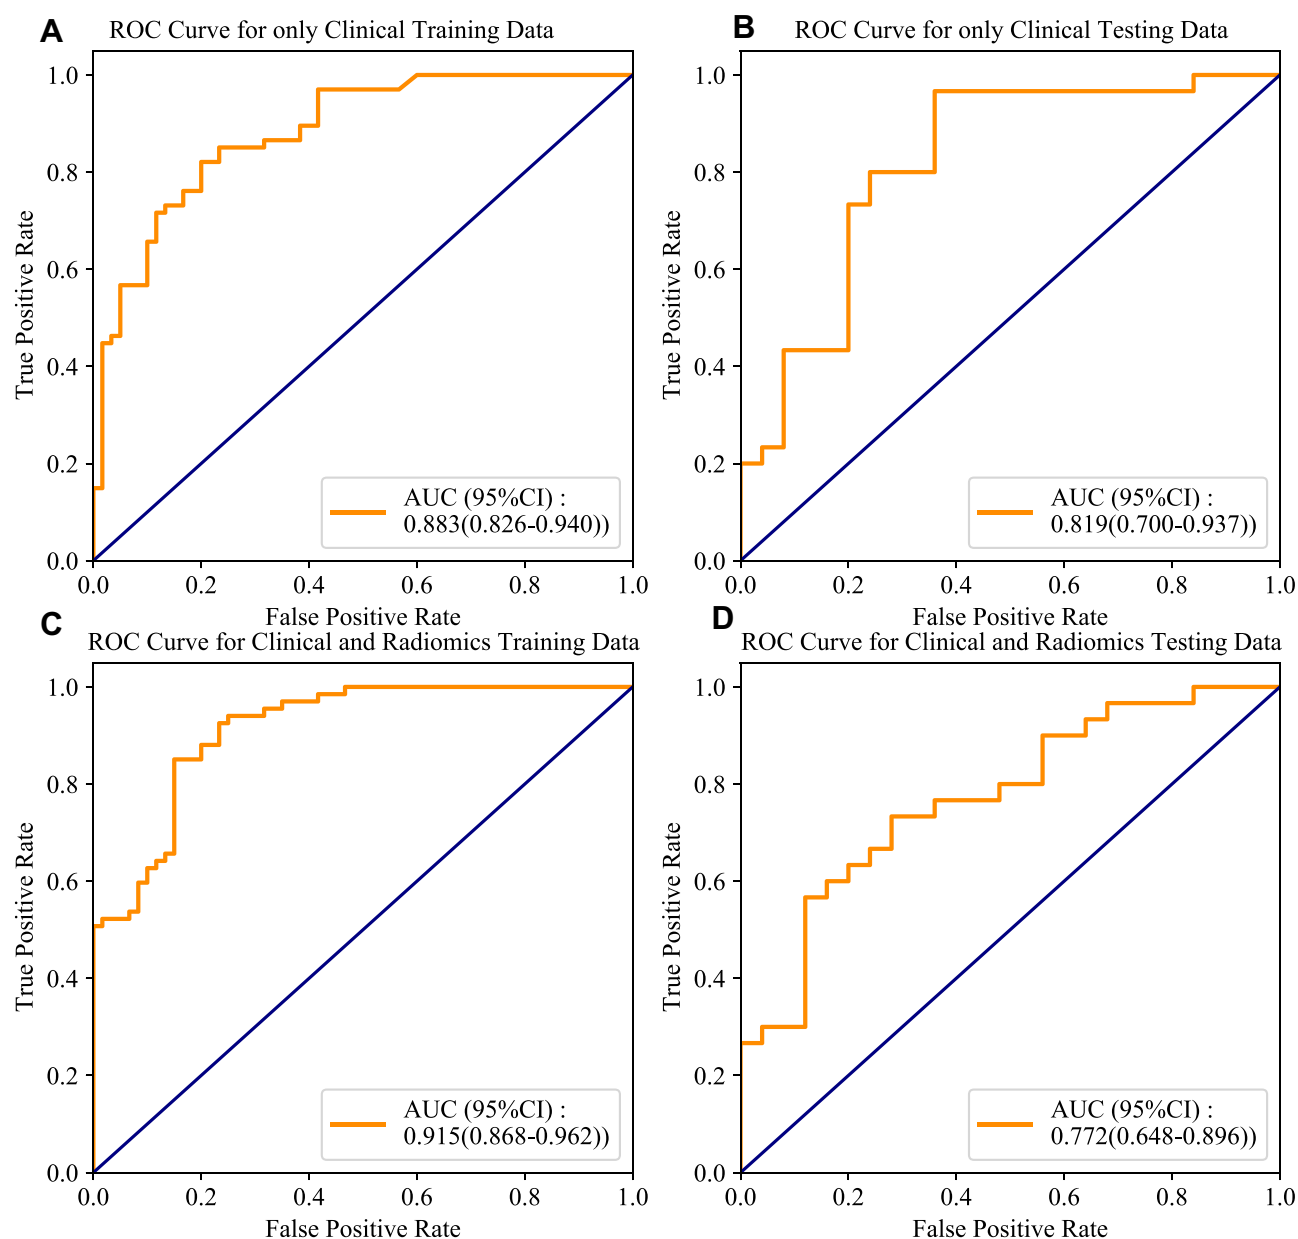 A
ROC Curve for only Clinical Training Data
True Positive Rate
1.0
0.8
0.6
0.4
0.2
0.0
AUC (95%CI) :
0.883(0.826-0.940))
0.0 0.2 0.4 0.6 0.8 1.0
False Positive Rate
B
ROC Curve for only Clinical Testing Data
True Positive Rate
1.0
0.8
0.6
0.4
0.2
0.0
AUC (95%CI) :
0.819(0.700-0.937))
0.0 0.2 0.4 0.6 0.8 1.0
False Positive Rate
C
ROC Curve for Clinical and Radiomics Training Data
True Positive Rate
1.0
0.8
0.6
0.4
0.2
0.0
AUC (95%CI) :
0.915(0.868-0.962))
0.0 0.2 0.4 0.6 0.8 1.0
False Positive Rate
D
ROC Curve for Clinical and Radiomics Testing Data
True Positive Rate
1.0
0.8
0.6
0.4
0.2
0.0
AUC (95%CI) :
0.772(0.648-0.896))
0.0 0.2 0.4 0.6 0.8 1.0
False Positive Rate